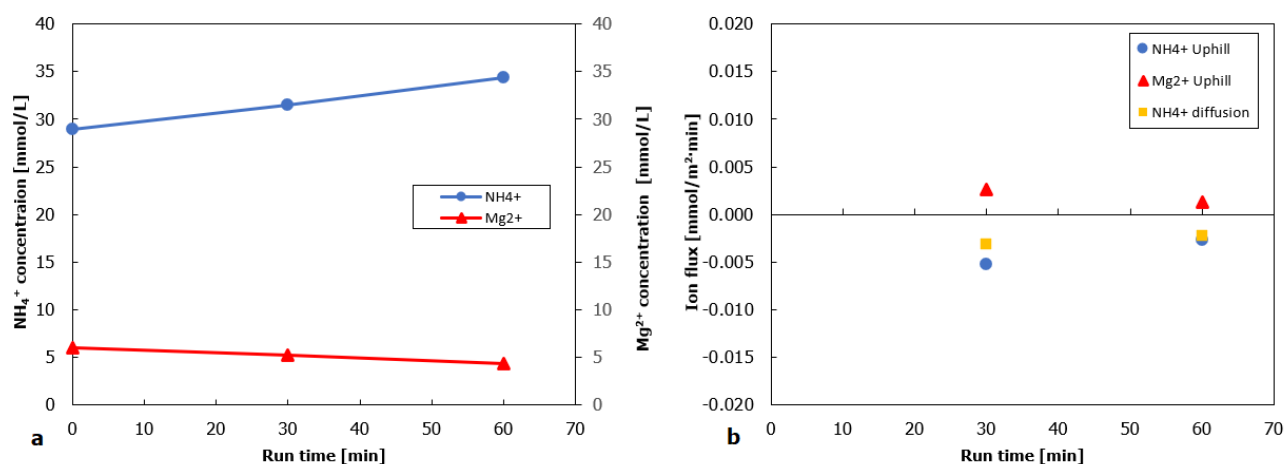 40
35
30
25
20
15
10
5
0
NH₄⁺ concentraion [mmol/L]
0 10 20 30 40 50 60 70
Run time [min]
a
NH4+
Mg2+
40
35
30
25
20
15
10
5
0
Mg²⁺ concentration [mmol/L]
0.020
0.015
0.010
0.005
0.000
-0.005
-0.010
-0.015
-0.020
Ion flux [mmol/m²·min]
NH4+ Uphill
Mg2+ Uphill
NH4+ diffusion
0 10 20 30 40 50 60 70
Run time [min]
b